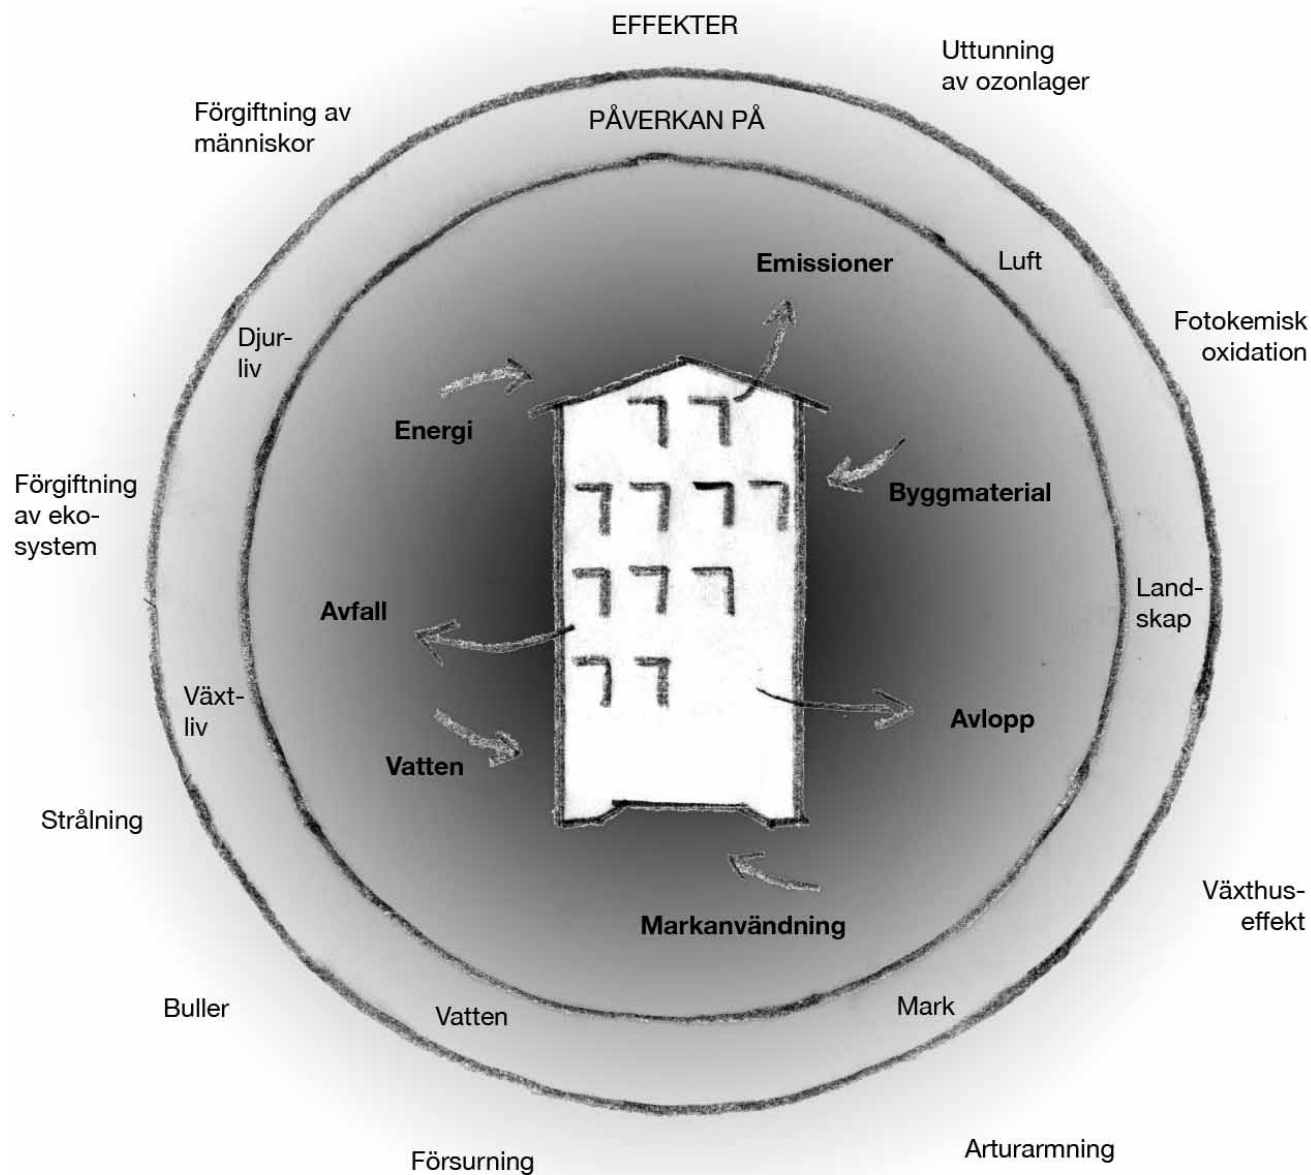 EFFEKTER
Uttunning
av ozonlager
Förgiftning av
människor
PÅVERKAN PÅ
Emissioner
Luft
Fotokemisk
oxidation
Djur-
liv
Energi
Byggmaterial
Förgiftning
av eko-
system
Avfall
Land-
skap
Växt-
liv
Avlopp
Vatten
Strålning
Markanvändning
Växthus-
effekt
Buller
Vatten
Mark
Försurning
Arturarmning